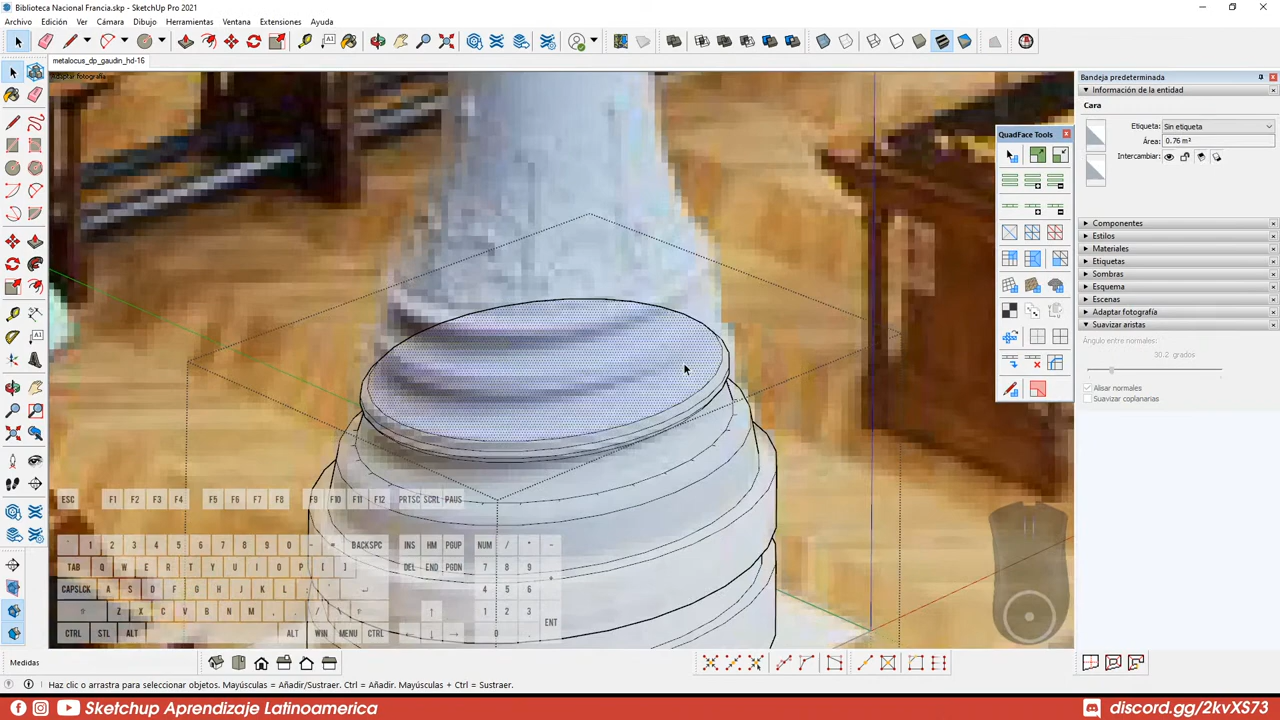 Biblioteca Nacional Francia.skp - SketchUp Pro 2021
Archivo Edición Ver Cámara Dibujo Herramientas Ventana Extensiones Ayuda
metalocus_dp_gaudin_hd-16
Adaptar fotografía
Bandeja predeterminada
Información de la entidad
Cara
Etiqueta: Sin etiqueta
Área: 0.76 m²
Intercambiar:
QuadFace Tools
Componentes
Estilos
Materiales
Etiquetas
Sombras
Esquema
Escenas
Adaptar fotografía
Suavizar aristas
Ángulo entre normales:
30.2 grados
Alisar normales
Suavizar coplanarias
ESC F1 F2 F3 F4 F5 F6 F7 F8 F9 F10 F11 F12 PRTSC SCRL PAUS
1 2 3 4 5 6 7 8 9 0 BACKSPC INS HM PGUP NUM / * -
TAB Q W E R T Y U I O P [ ] DEL END PGDN 7 8 9 +
CAPSLCK A S D F G H J K L 4 5 6
Z X C V B N M 1 2 3
CTRL STL ALT ALT WIN MENU CTRL 0 . ENT
Medidas
Haz clic o arrastra para seleccionar objetos. Mayúsculas = Añadir/Sustraer. Ctrl = Añadir. Mayúsculas + Ctrl = Sustraer.
Sketchup Aprendizaje Latinoamerica
discord.gg/2kvXS73